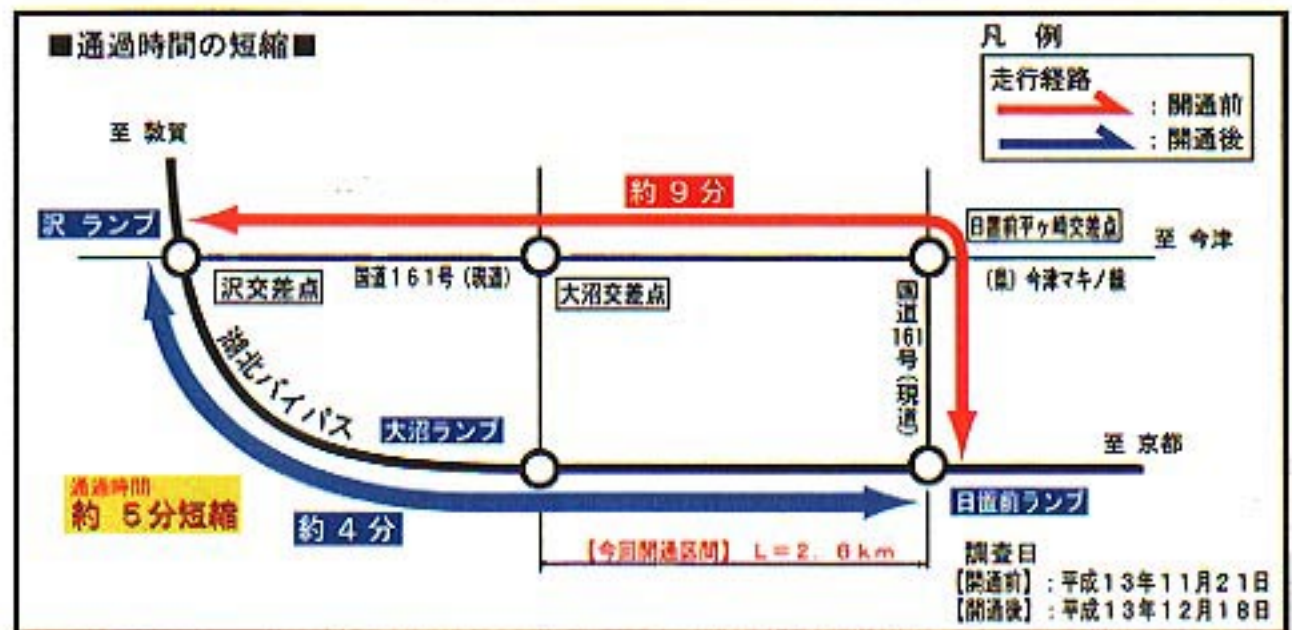 ■通過時間の短縮■
凡 例
走行経路
：開通前
：開通後
至 敦賀
約 9 分
沢 ランプ
日置前平ヶ崎交差点
至 今津
沢交差点
国道161号(現道)
大沼交差点
(県) 今津マキノ線
国道161号(現道)
湖北バイパス
大沼ランプ
至 京都
通過時間
約 5分短縮
約 4 分
日置前ランプ
【今回開通区間】 L＝2．6km
調査日
【開通前】：平成13年11月21日
【開通後】：平成13年12月18日